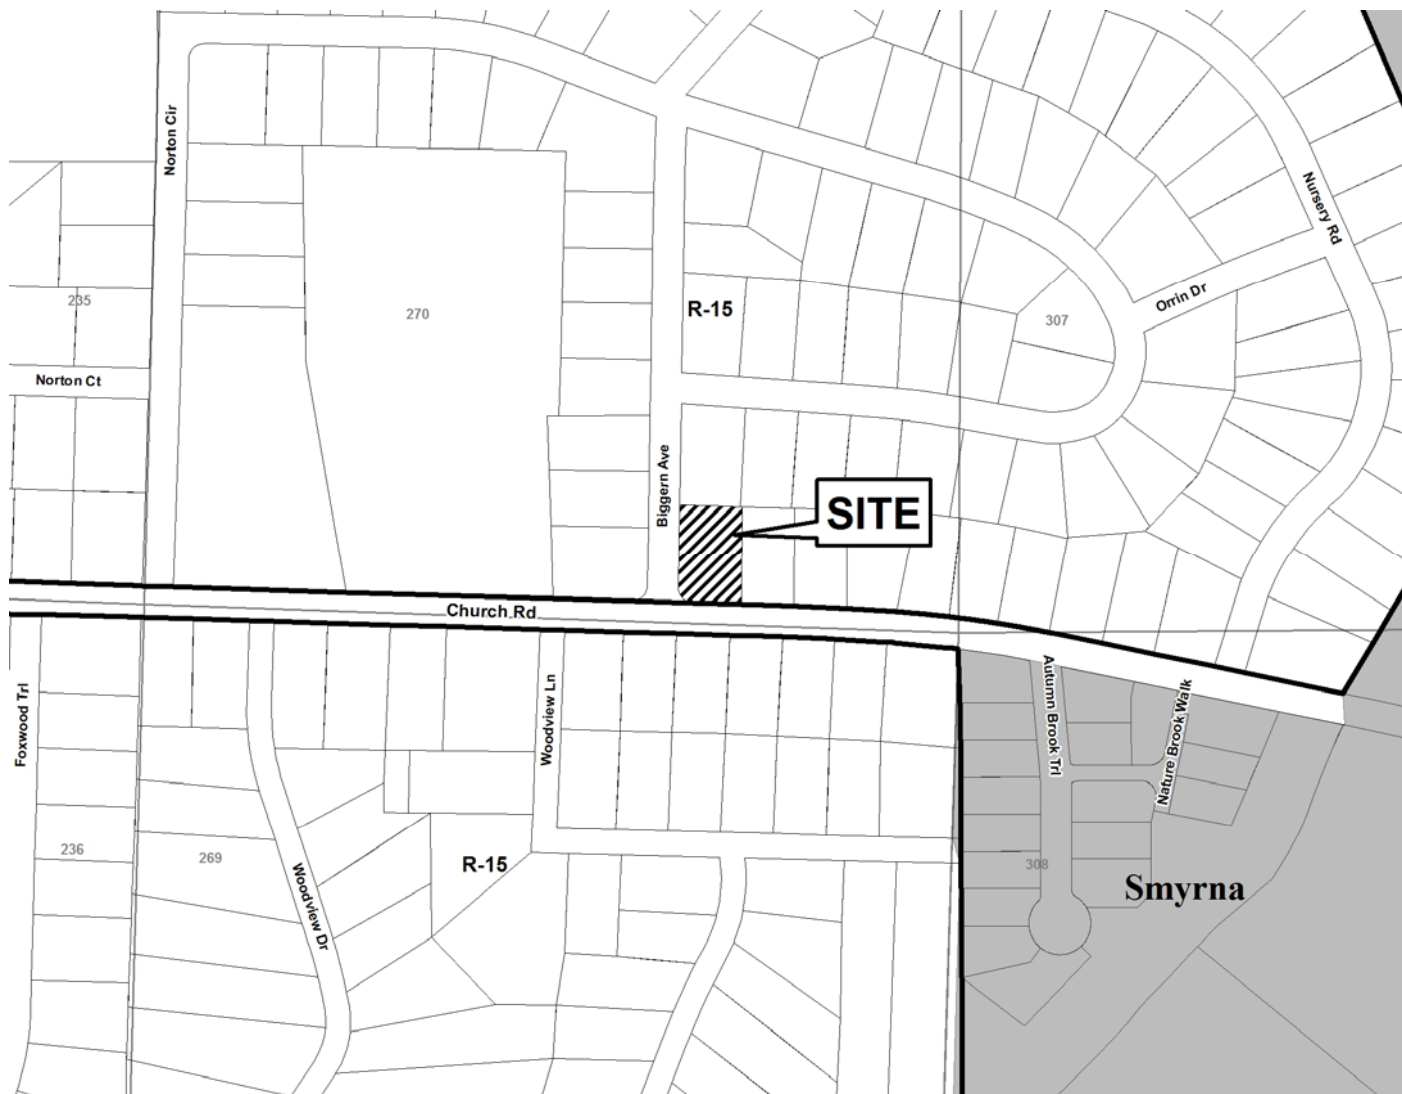 Norton Cir
Nursery Rd
235
270
R-15
307
Orrin Dr
Norton Ct
Biggern Ave
SITE
Church Rd
Foxwood Trl
Woodview Ln
Autumn Brook Trl
Nature Brook Walk
236
269
Woodview Dr
R-15
308
Smyrna